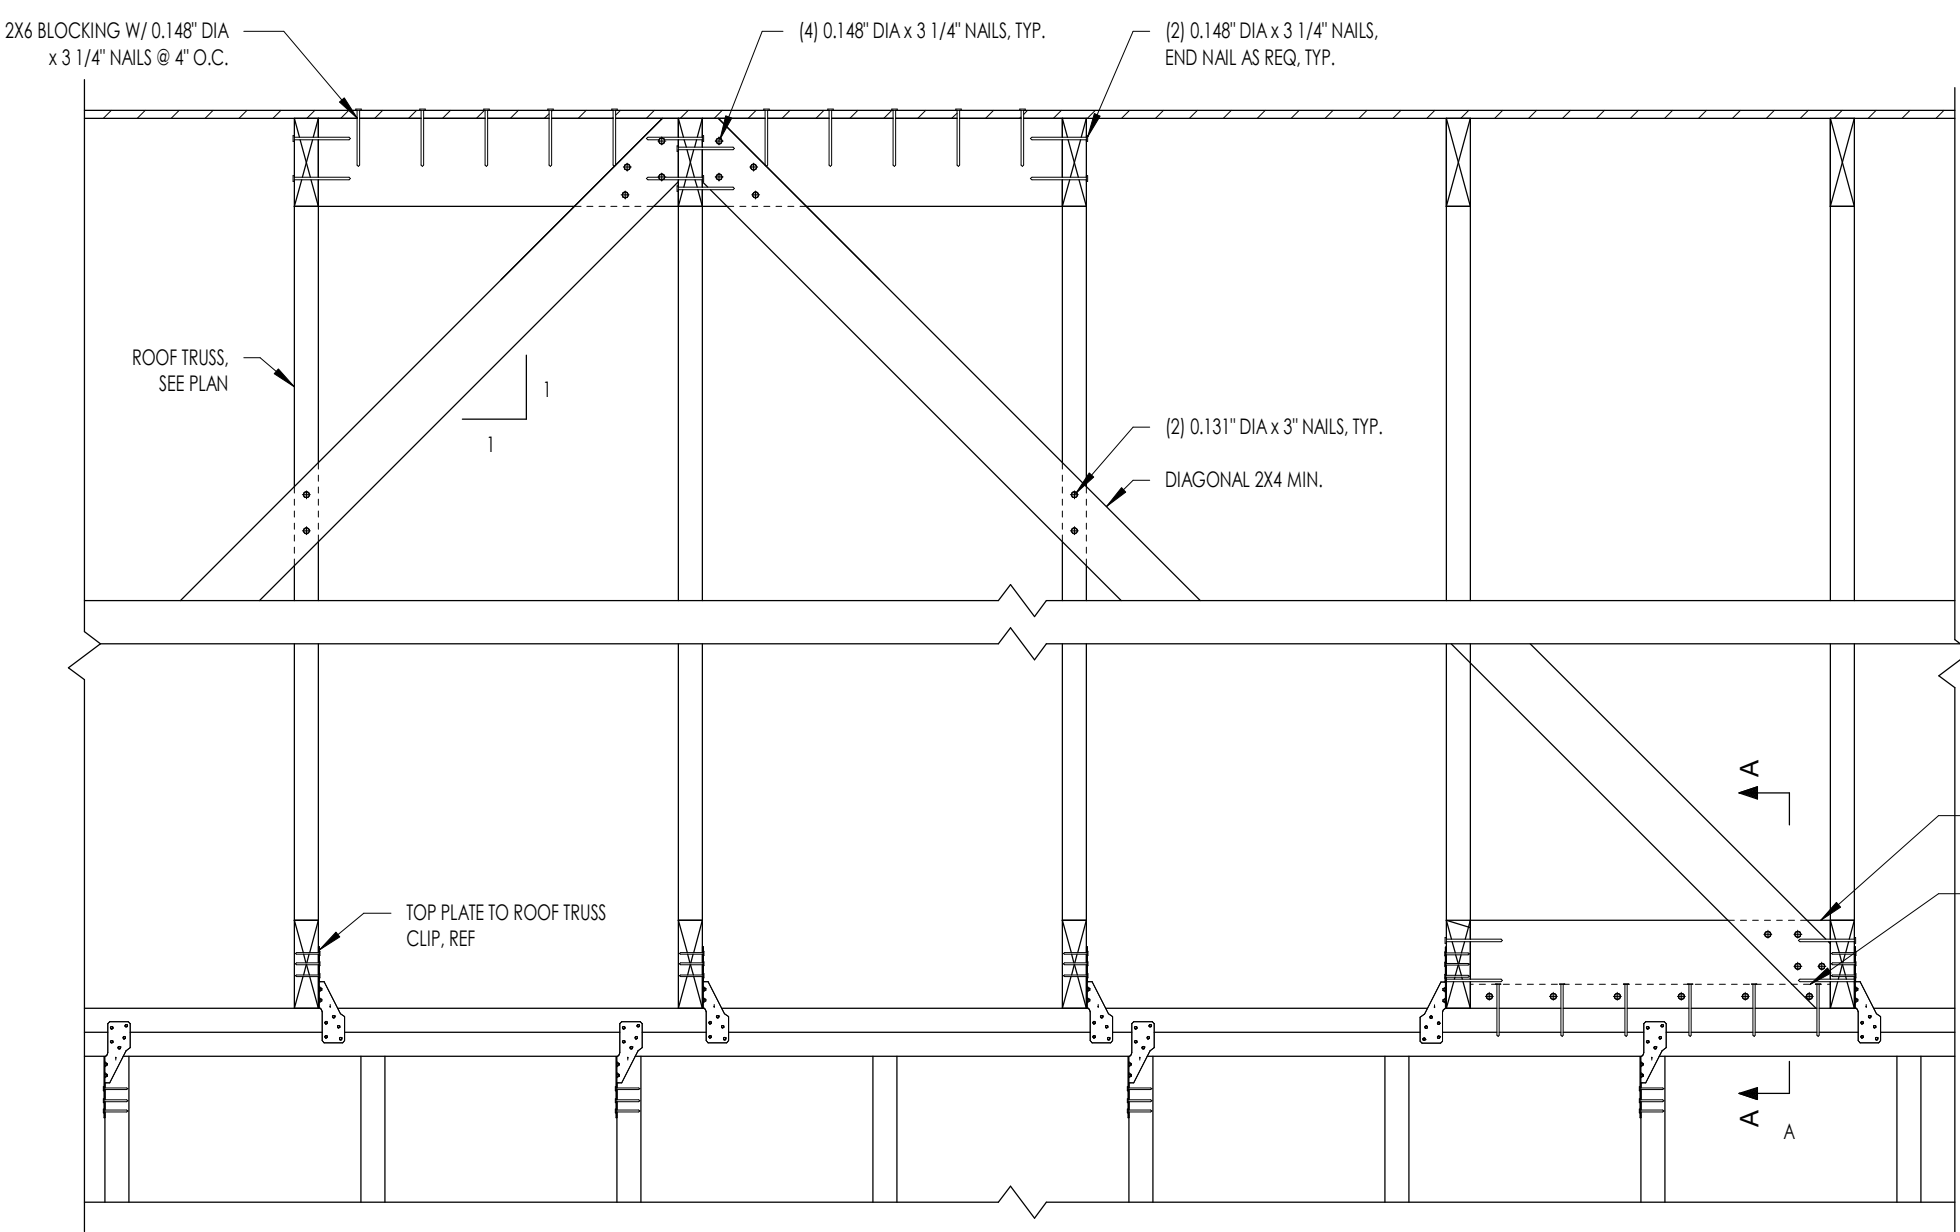 2X6 BLOCKING W/ 0.148" DIA
x 3 1/4" NAILS @ 4" O.C.
(4) 0.148" DIA x 3 1/4" NAILS, TYP.
(2) 0.148" DIA x 3 1/4" NAILS,
END NAIL AS REQ, TYP.
ROOF TRUSS,
SEE PLAN
1
1
(2) 0.131" DIA x 3" NAILS, TYP.
DIAGONAL 2X4 MIN.
A
TOP PLATE TO ROOF TRUSS
CLIP, REF
A
A